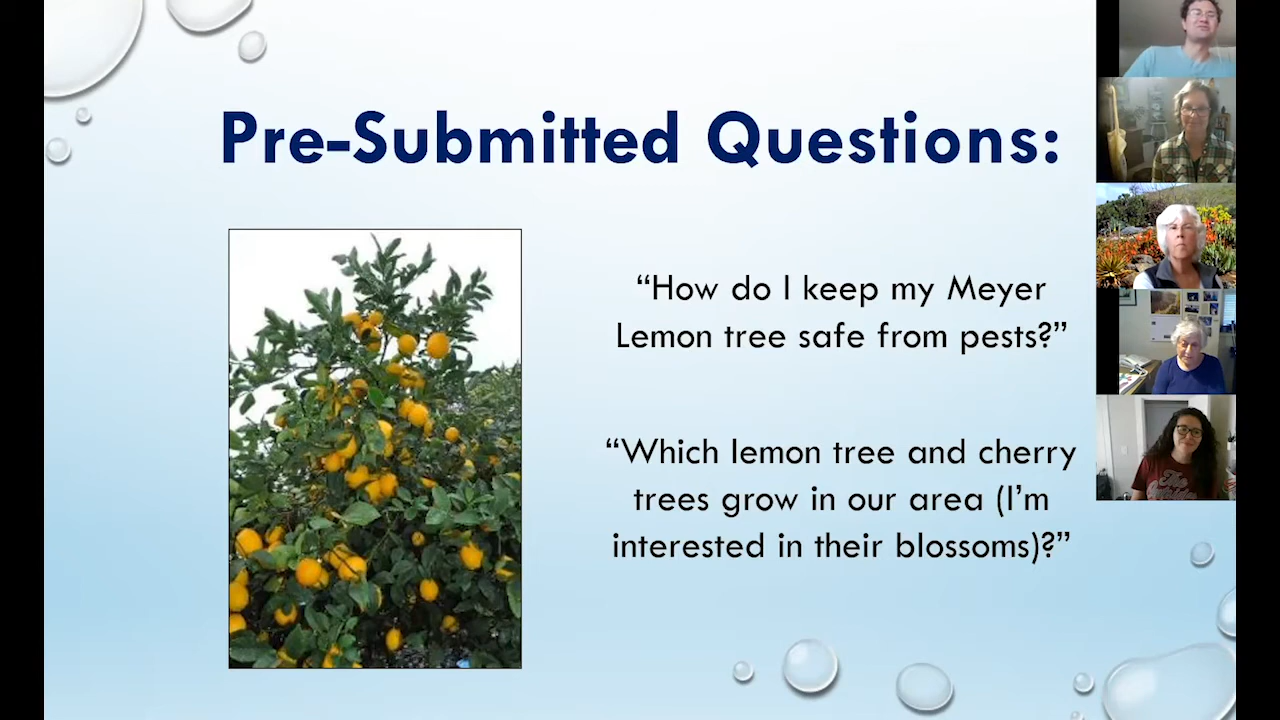 Pre-Submitted Questions:
“How do I keep my Meyer
Lemon tree safe from pests?”
“Which lemon tree and cherry
trees grow in our area (I’m
interested in their blossoms)?”